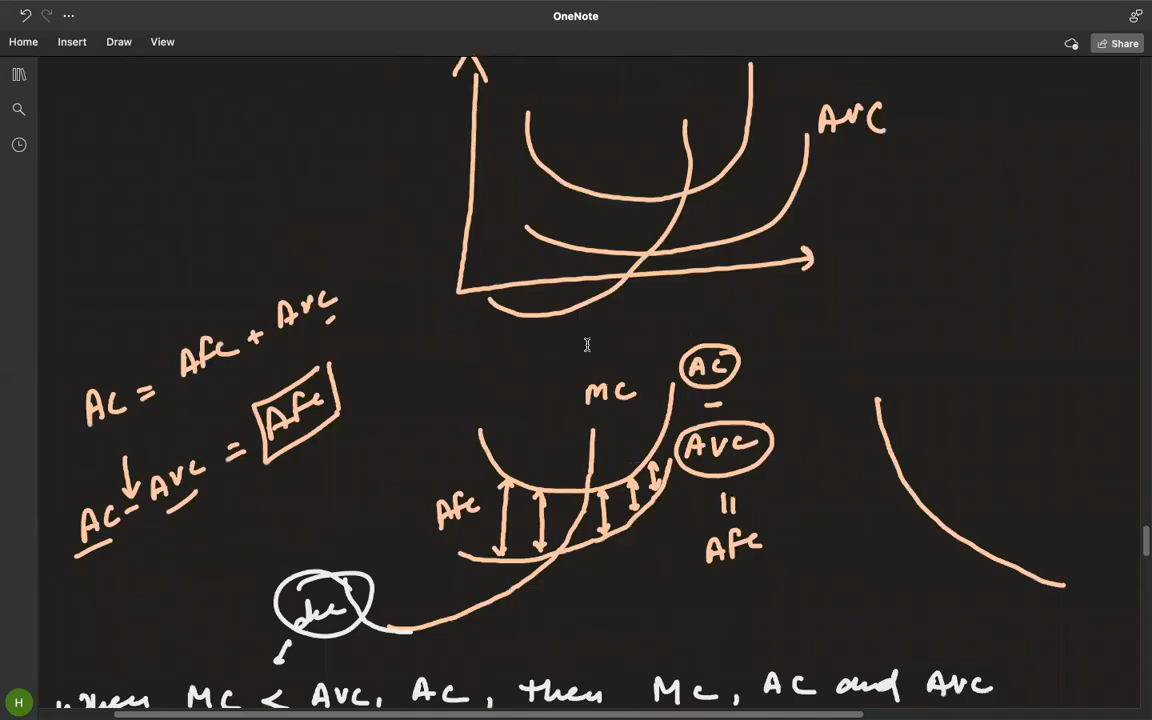 OneNote
Home Insert Draw View
Share
AVC
AC = AFC + AVC
AC - AVC = AFC
MC
AC
-
AVC
=
AFC
AFC
dec
H
when MC < AVC, AC, then MC, AC and AVC